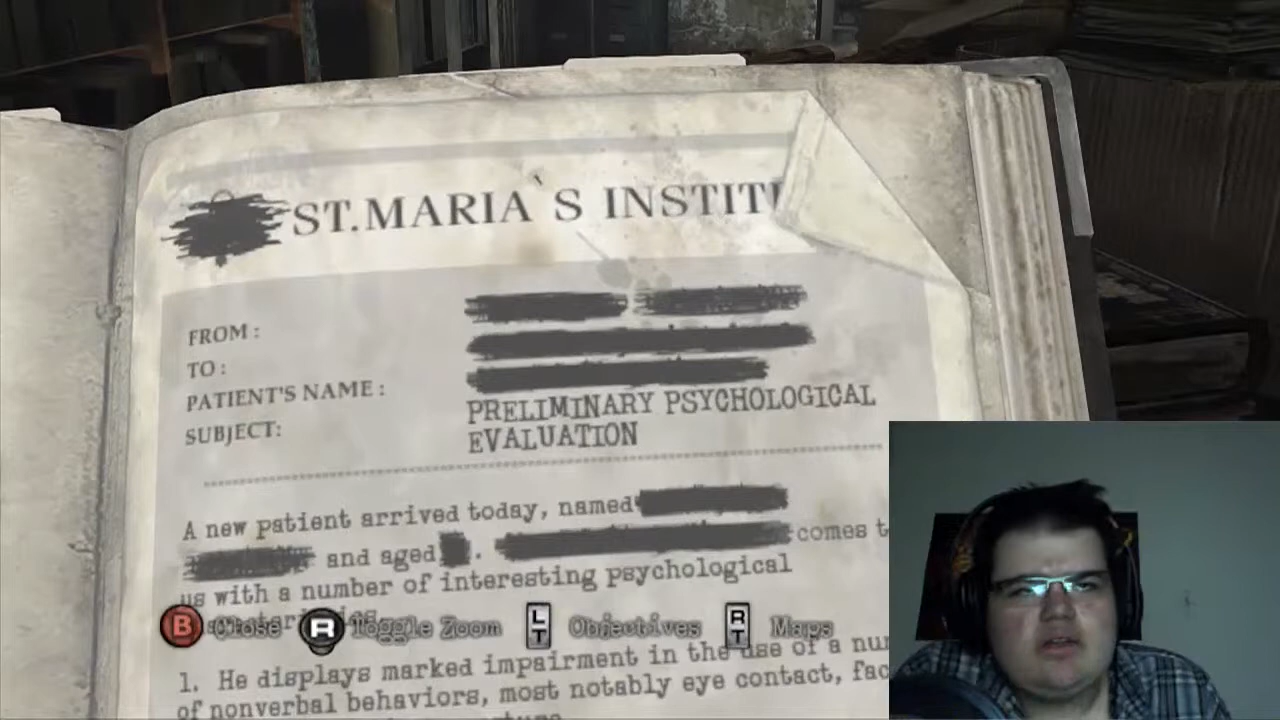 ST.MARIA`S INSTIT
FROM :
TO :
PATIENT'S NAME :
SUBJECT:
PRELIMINARY PSYCHOLOGICAL
EVALUATION
A new patient arrived today, named
and aged . comes t
us with a number of interesting psychological
1. He displays marked impairment in the use of a nu
of nonverbal behaviors, most notably eye contact, fac
B Close R Toggle Zoom LT Objectives RT Maps